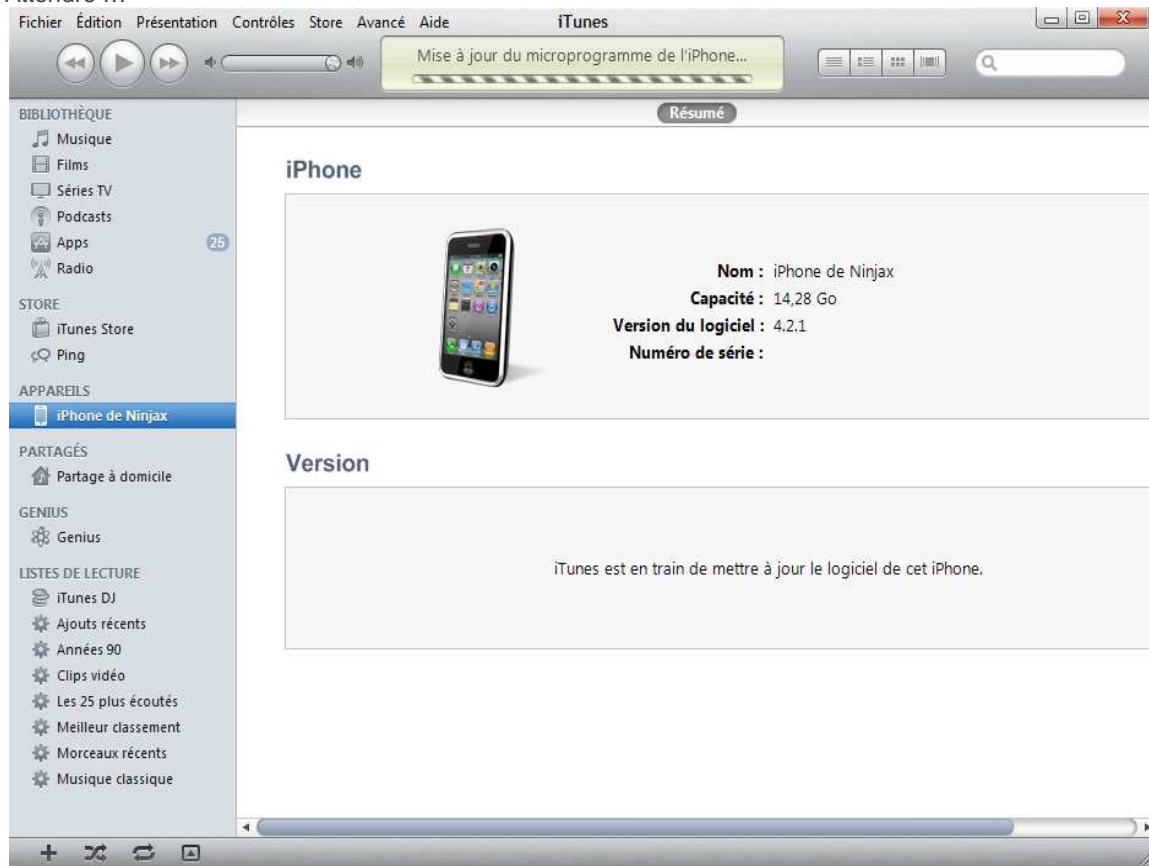 Attendre ...
Fichier Édition Présentation Contrôles Store Avancé Aide iTunes
Mise à jour du microprogramme de l'iPhone...
BIBLIOTHÈQUE
Musique
Films
Séries TV
Podcasts
Apps 25
Radio
STORE
iTunes Store
Ping
APPAREILS
iPhone de Ninjax
PARTAGÉS
Partage à domicile
GENIUS
Genius
LISTES DE LECTURE
iTunes DJ
Ajouts récents
Années 90
Clips vidéo
Les 25 plus écoutés
Meilleur classement
Morceaux récents
Musique classique
Résumé
iPhone
Nom : iPhone de Ninjax
Capacité : 14,28 Go
Version du logiciel : 4.2.1
Numéro de série :
Version
iTunes est en train de mettre à jour le logiciel de cet iPhone.